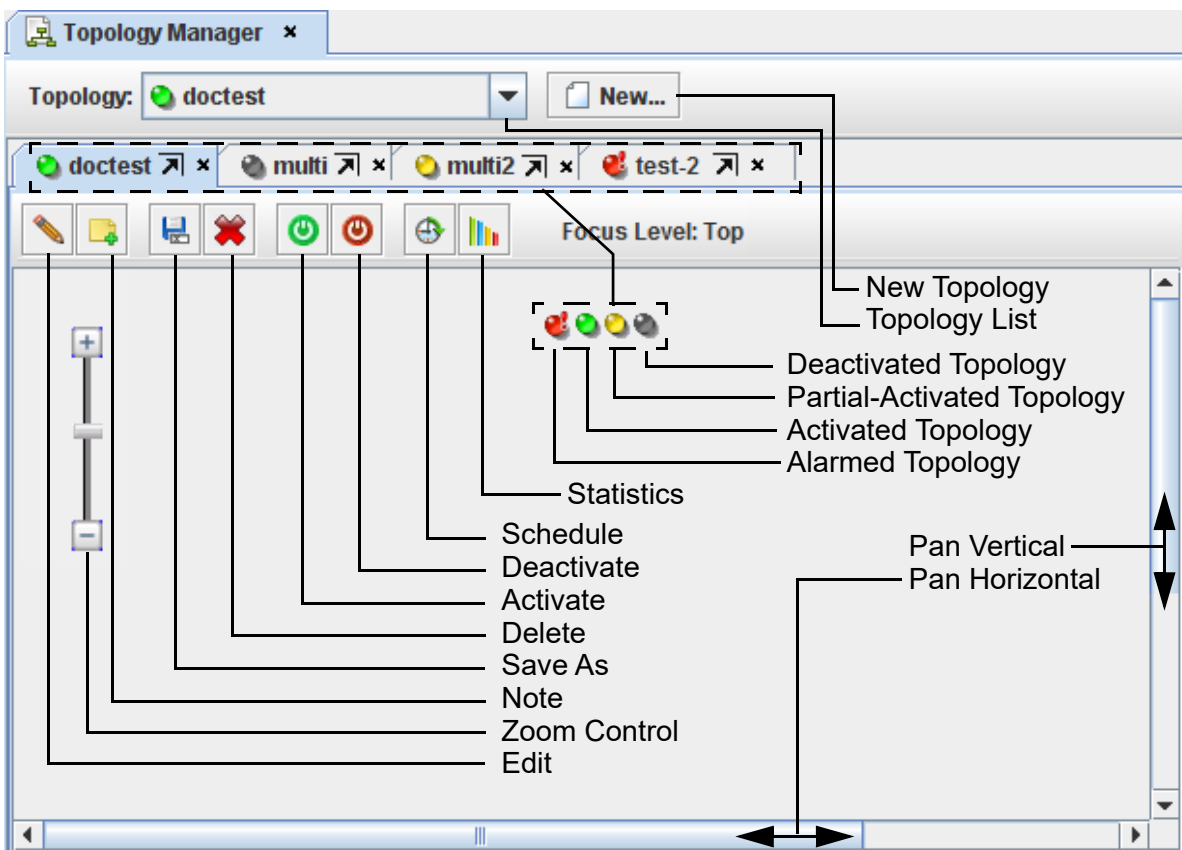 Topology Manager
Topology: doctest New...
doctest multi multi2 test-2
Focus Level: Top
New Topology
Topology List
Deactivated Topology
Partial-Activated Topology
Activated Topology
Alarmed Topology
Statistics
Schedule
Deactivate
Activate
Delete
Save As
Note
Zoom Control
Edit
Pan Vertical
Pan Horizontal